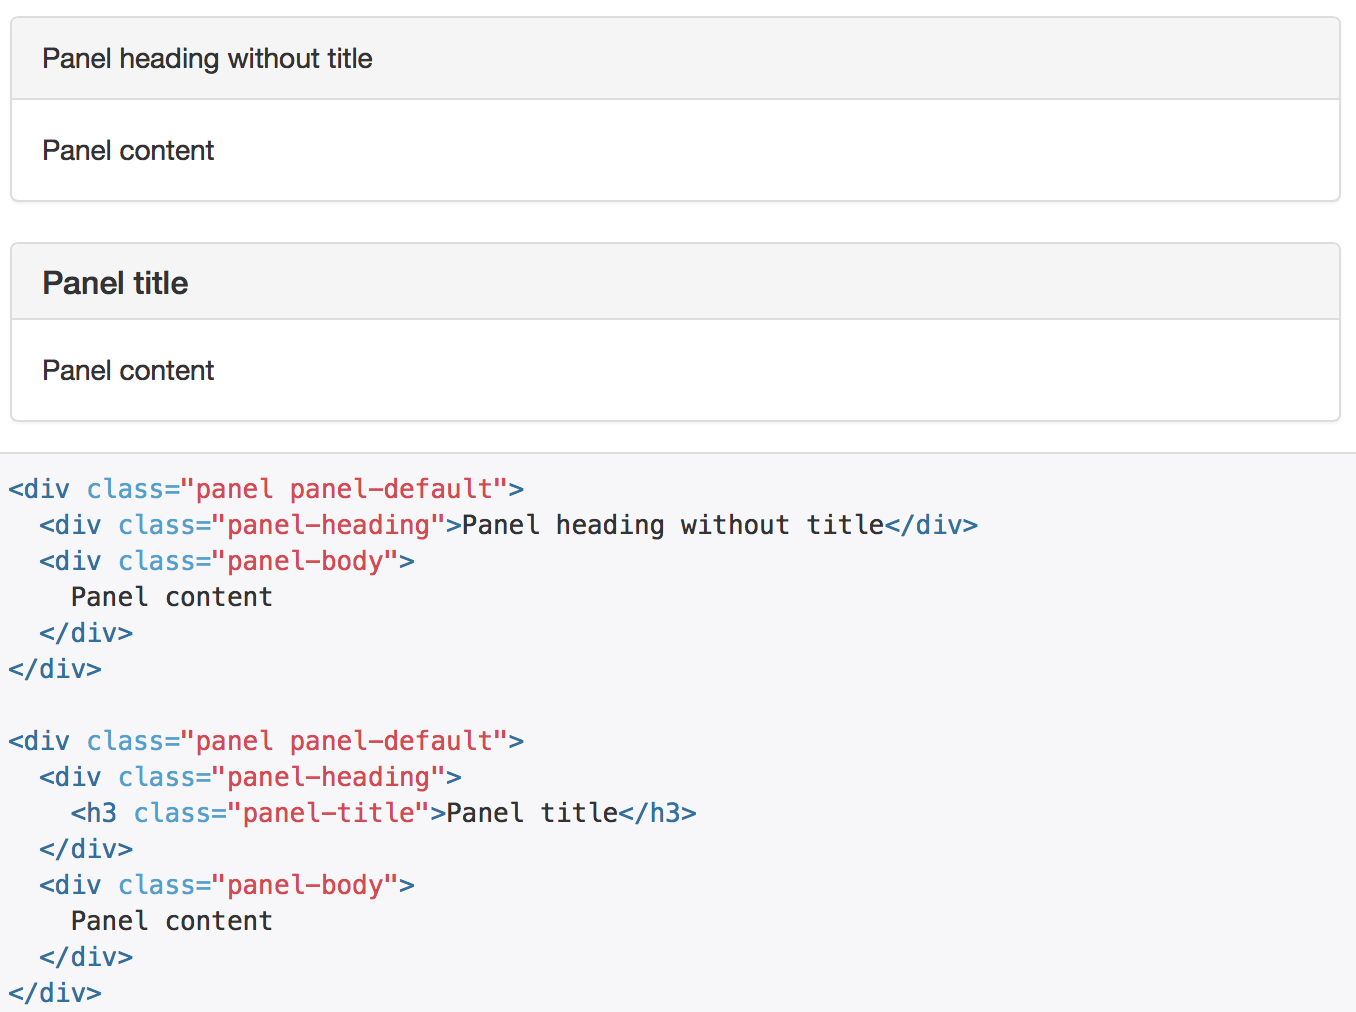 Panel heading without title
Panel content
Panel title
Panel content
<div class="panel panel-default">
  <div class="panel-heading">Panel heading without title</div>
  <div class="panel-body">
    Panel content
  </div>
</div>

<div class="panel panel-default">
  <div class="panel-heading">
    <h3 class="panel-title">Panel title</h3>
  </div>
  <div class="panel-body">
    Panel content
  </div>
</div>